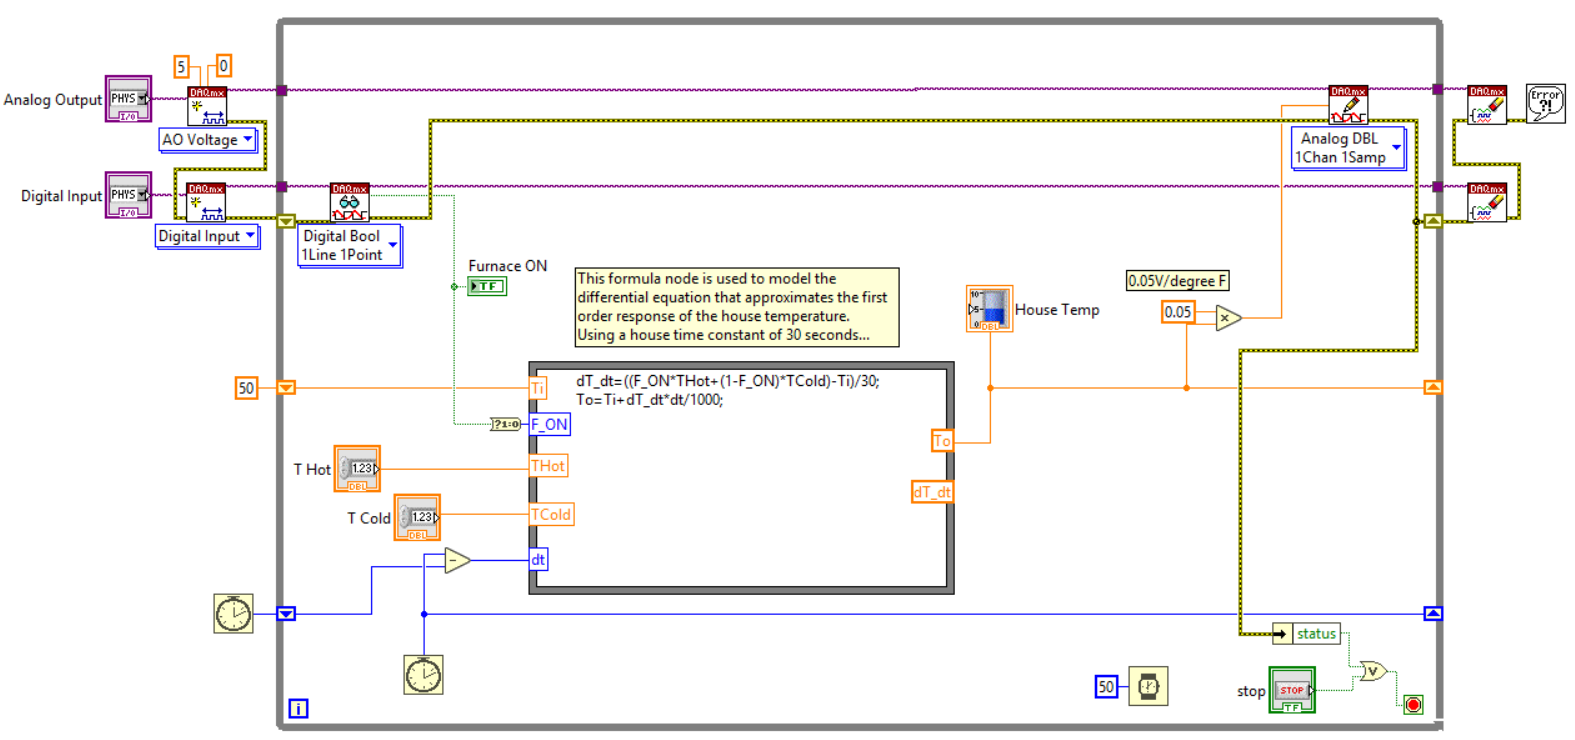 5
0
Analog Output
PHYS
I/O
DAQmx
AO Voltage
DAQmx
Analog DBL
1Chan 1Samp
DAQmx
Error
?!
Digital Input
PHYS
I/O
DAQmx
Digital Input
DAQmx
Digital Bool
1Line 1Point
DAQmx
Furnace ON
TF
This formula node is used to model the
differential equation that approximates the first
order response of the house temperature.
Using a house time constant of 30 seconds...
10
5
0
DBL
House Temp
0.05V/degree F
0.05
×
50
Ti
dT_dt=((F_ON*THot+(1-F_ON)*TCold)-Ti)/30;
To=Ti+dT_dt*dt/1000;
?1:0
F_ON
To
T Hot
1.23
DBL
THot
dT_dt
T Cold
1.23
DBL
TCold
-
dt
status
50
stop
STOP
TF
V
i